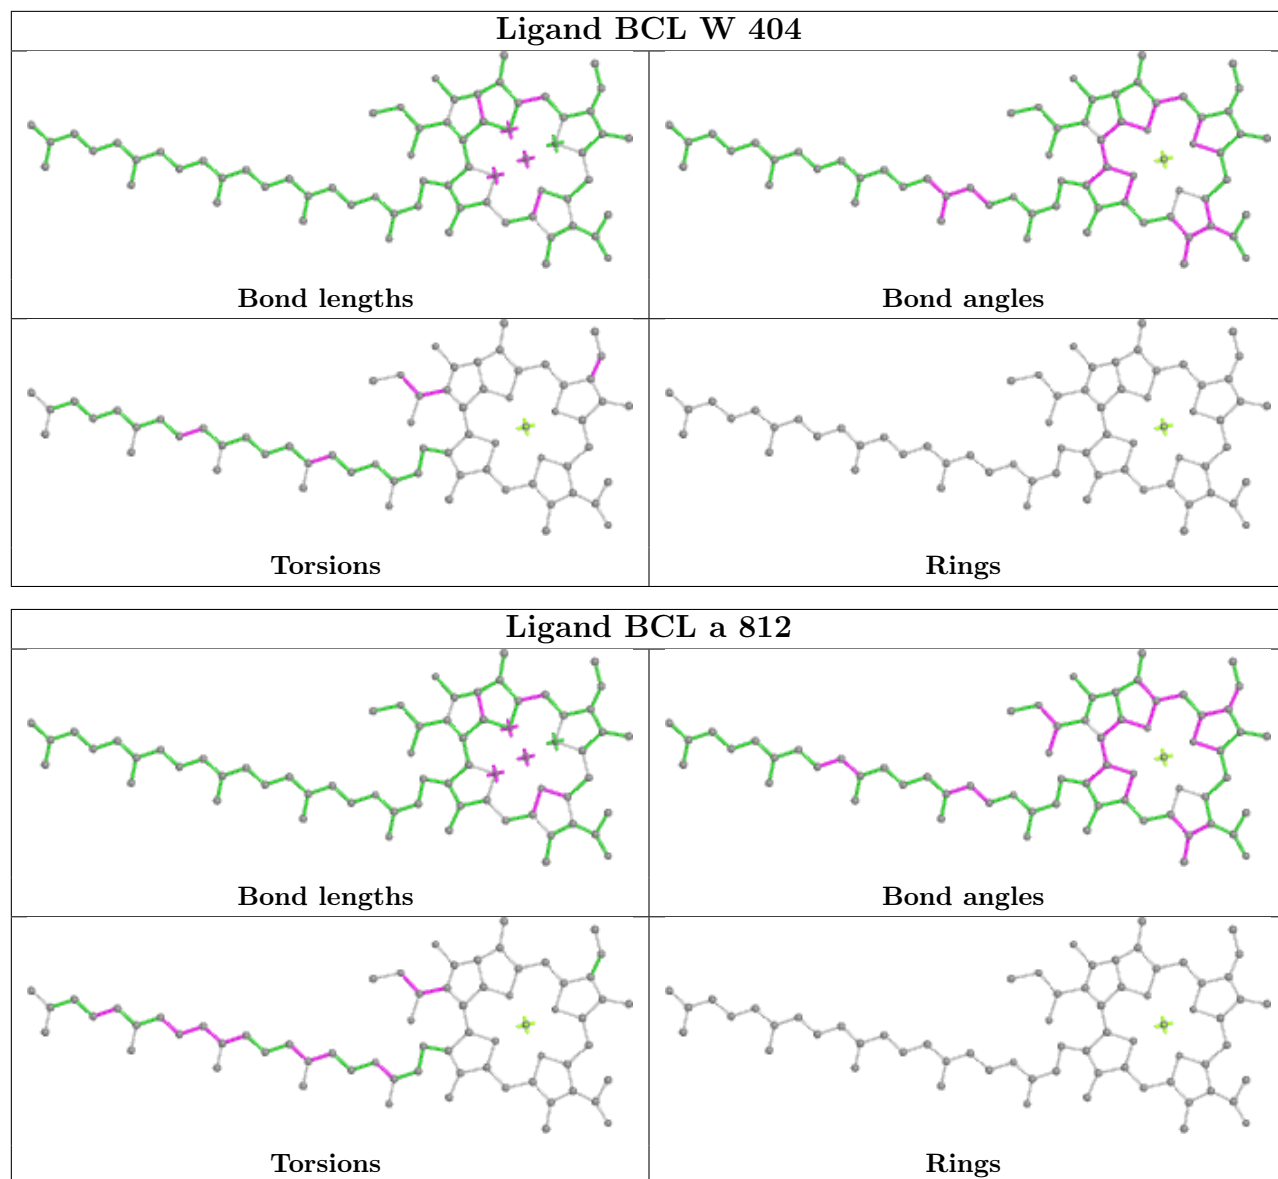 Ligand BCL W 404
Bond lengths
Bond angles
Torsions
Rings
Ligand BCL a 812
Bond lengths
Bond angles
Torsions
Rings